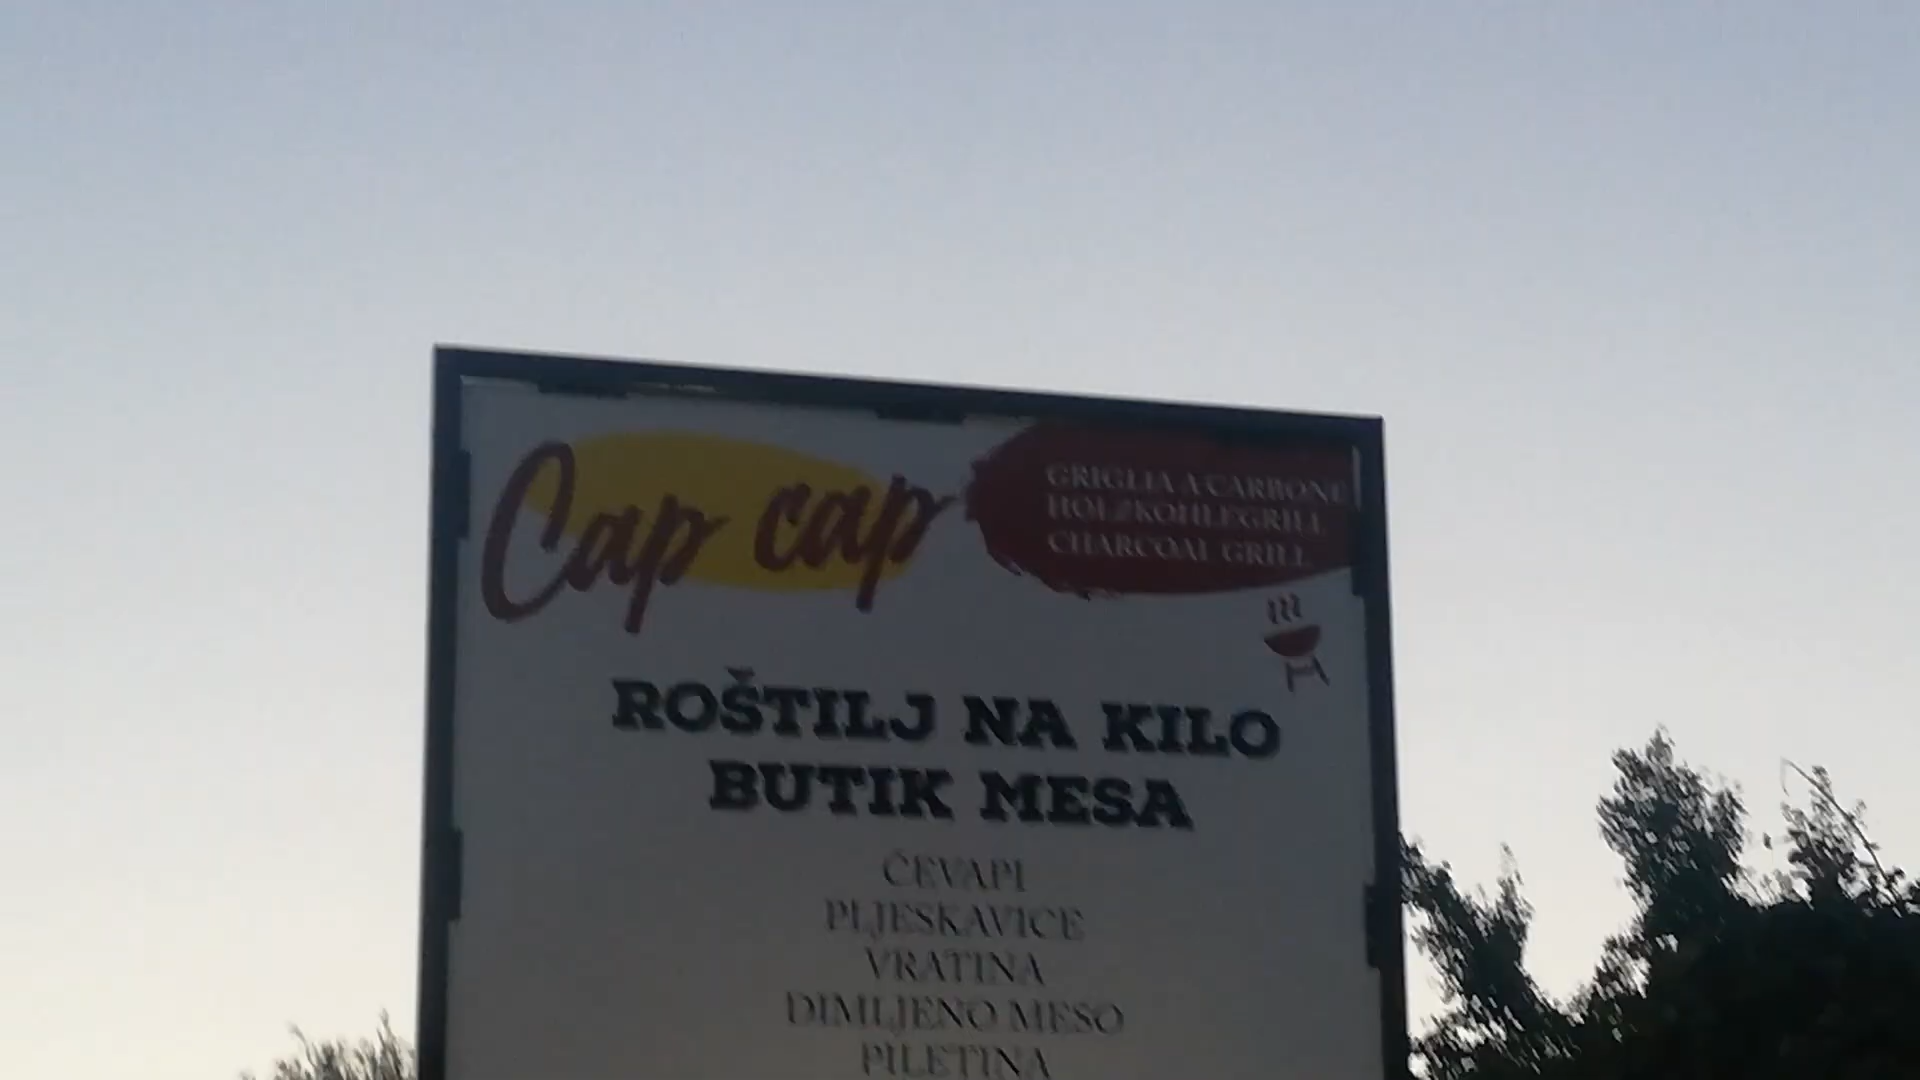 Cap cap
GRIGLIA A CARBONE
HOLZKOHLEGRILL
CHARCOAL GRILL
ROŠTILJ NA KILO
BUTIK MESA
ČEVAPI
PLJESKAVICE
VRATINA
DIMLJENO MESO
PILETINA